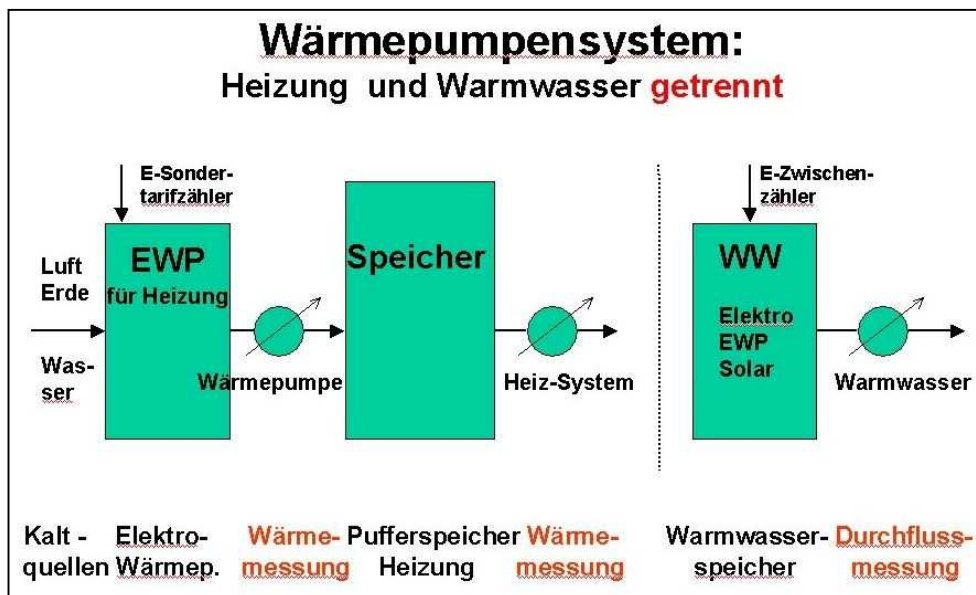 Wärmepumpensystem:
Heizung und Warmwasser getrennt
E-Sonder-
tarifzähler
E-Zwischen-
zähler
Luft
Erde
Was-
ser
EWP
für Heizung
Wärmepumpe
Speicher
Heiz-System
WW
Elektro
EWP
Solar
Warmwasser
Kalt -
quellen
Elektro-
Wärmep.
Wärme-
messung
Pufferspeicher
Heizung
Wärme-
messung
Warmwasser-
speicher
Durchfluss-
messung